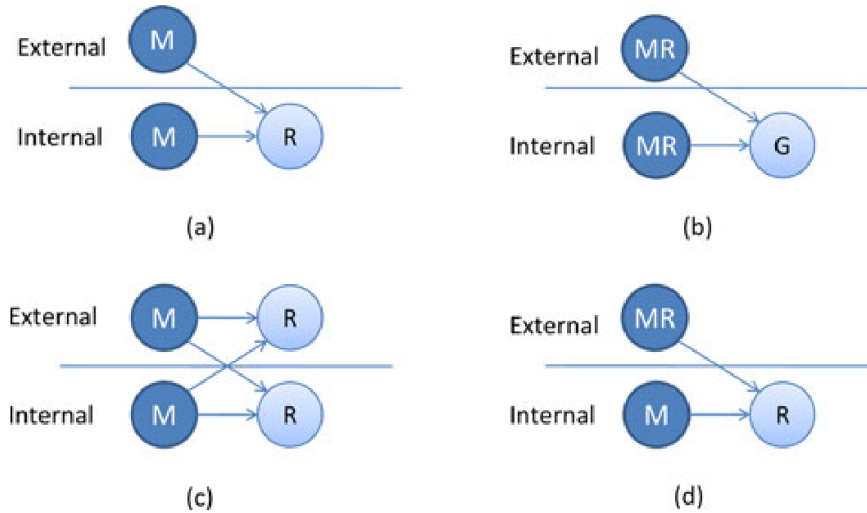 External M
Internal M R
(a)
External MR
Internal MR G
(b)
External M R
Internal M R
(c)
External MR
Internal M R
(d)